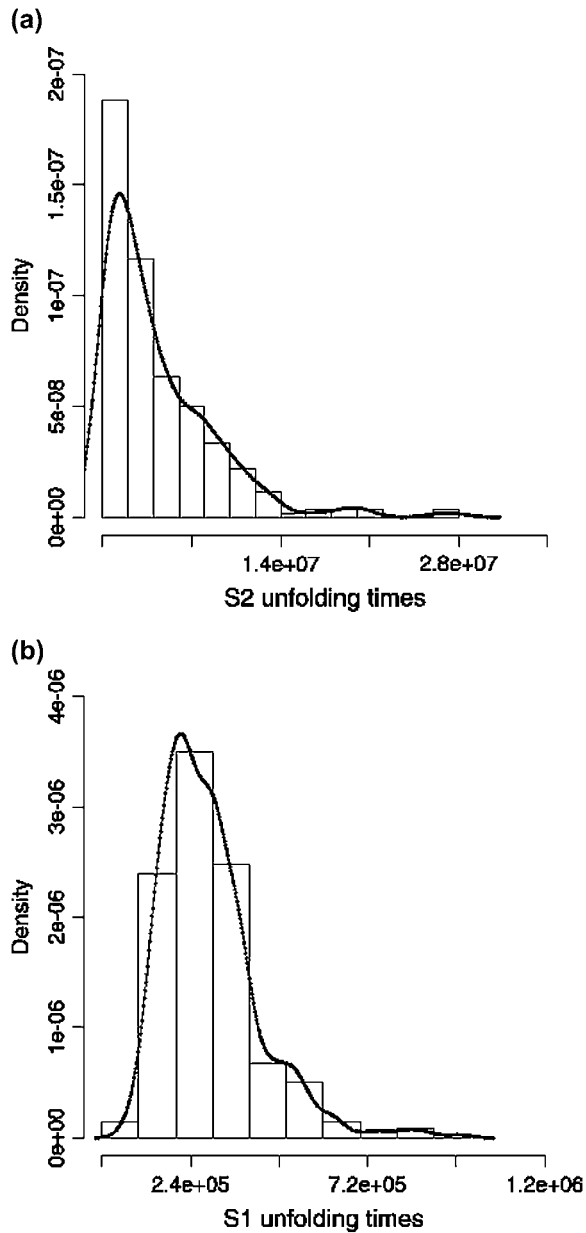 (a)
2e-07
1.5e-07
1e-07
5e-08
0e+00
Density
1.4e+07
2.8e+07
S2 unfolding times
(b)
4e-06
3e-06
2e-06
1e-06
0e+00
Density
2.4e+05
7.2e+05
1.2e+06
S1 unfolding times